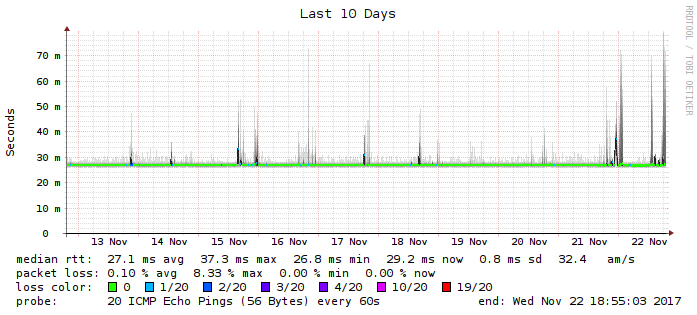 Last 10 Days
RRDTOOL / TOBI OETIKER
Seconds
70 m
60 m
50 m
40 m
30 m
20 m
10 m
0
13 Nov 14 Nov 15 Nov 16 Nov 17 Nov 18 Nov 19 Nov 20 Nov 21 Nov 22 Nov
median rtt: 27.1 ms avg 37.3 ms max 26.8 ms min 29.2 ms now 0.8 ms sd 32.4 am/s
packet loss: 0.10 % avg 8.33 % max 0.00 % min 0.00 % now
loss color: 0 1/20 2/20 3/20 4/20 10/20 19/20
probe: 20 ICMP Echo Pings (56 Bytes) every 60s end: Wed Nov 22 18:55:03 2017